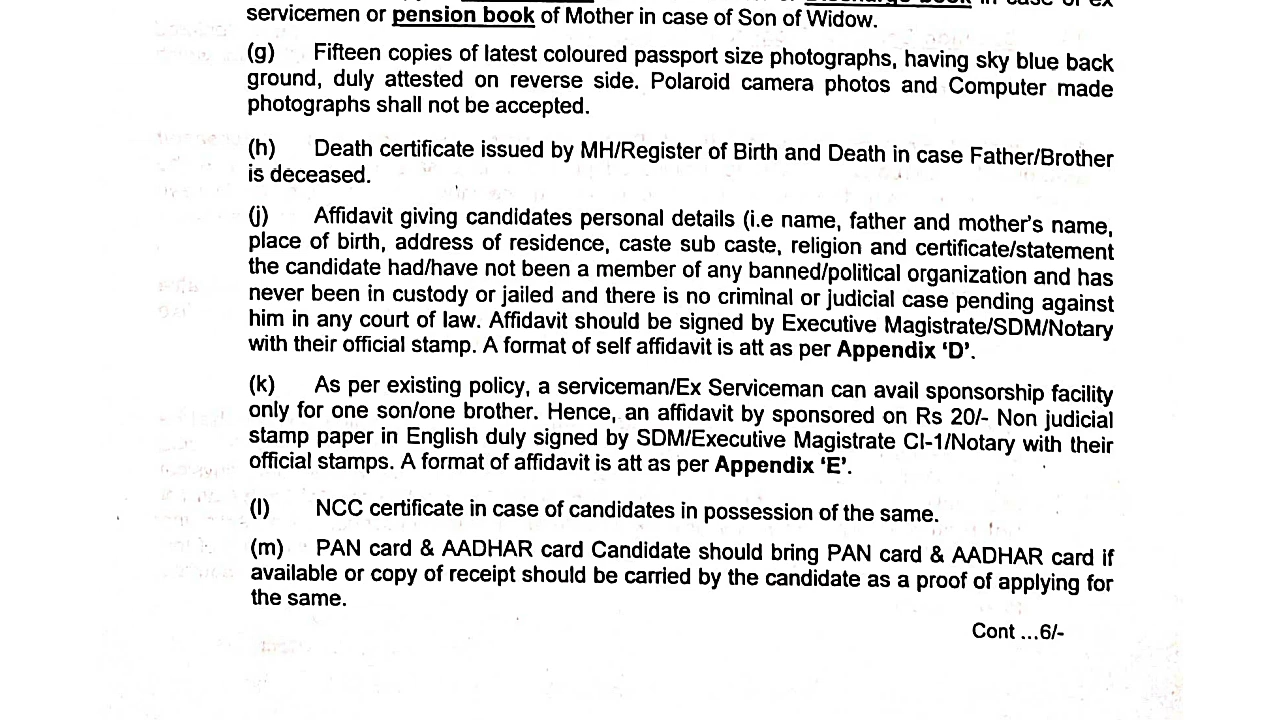 servicemen or pension book of Mother in case of Son of Widow.
(g) Fifteen copies of latest coloured passport size photographs, having sky blue back
ground, duly attested on reverse side. Polaroid camera photos and Computer made
photographs shall not be accepted.
(h) Death certificate issued by MH/Register of Birth and Death in case Father/Brother
is deceased.
(j) Affidavit giving candidates personal details (i.e name, father and mother's name,
place of birth, address of residence, caste sub caste, religion and certificate/statement
the candidate had/have not been a member of any banned/political organization and has
never been in custody or jailed and there is no criminal or judicial case pending against
him in any court of law. Affidavit should be signed by Executive Magistrate/SDM/Notary
with their official stamp. A format of self affidavit is att as per Appendix ‘D’.
(k) As per existing policy, a serviceman/Ex Serviceman can avail sponsorship facility
only for one son/one brother. Hence, an affidavit by sponsored on Rs 20/- Non judicial
stamp paper in English duly signed by SDM/Executive Magistrate CI-1/Notary with their
official stamps. A format of affidavit is att as per Appendix ‘E’.
(l) NCC certificate in case of candidates in possession of the same.
(m) PAN card & AADHAR card Candidate should bring PAN card & AADHAR card if
available or copy of receipt should be carried by the candidate as a proof of applying for
the same.
Cont ...6/-